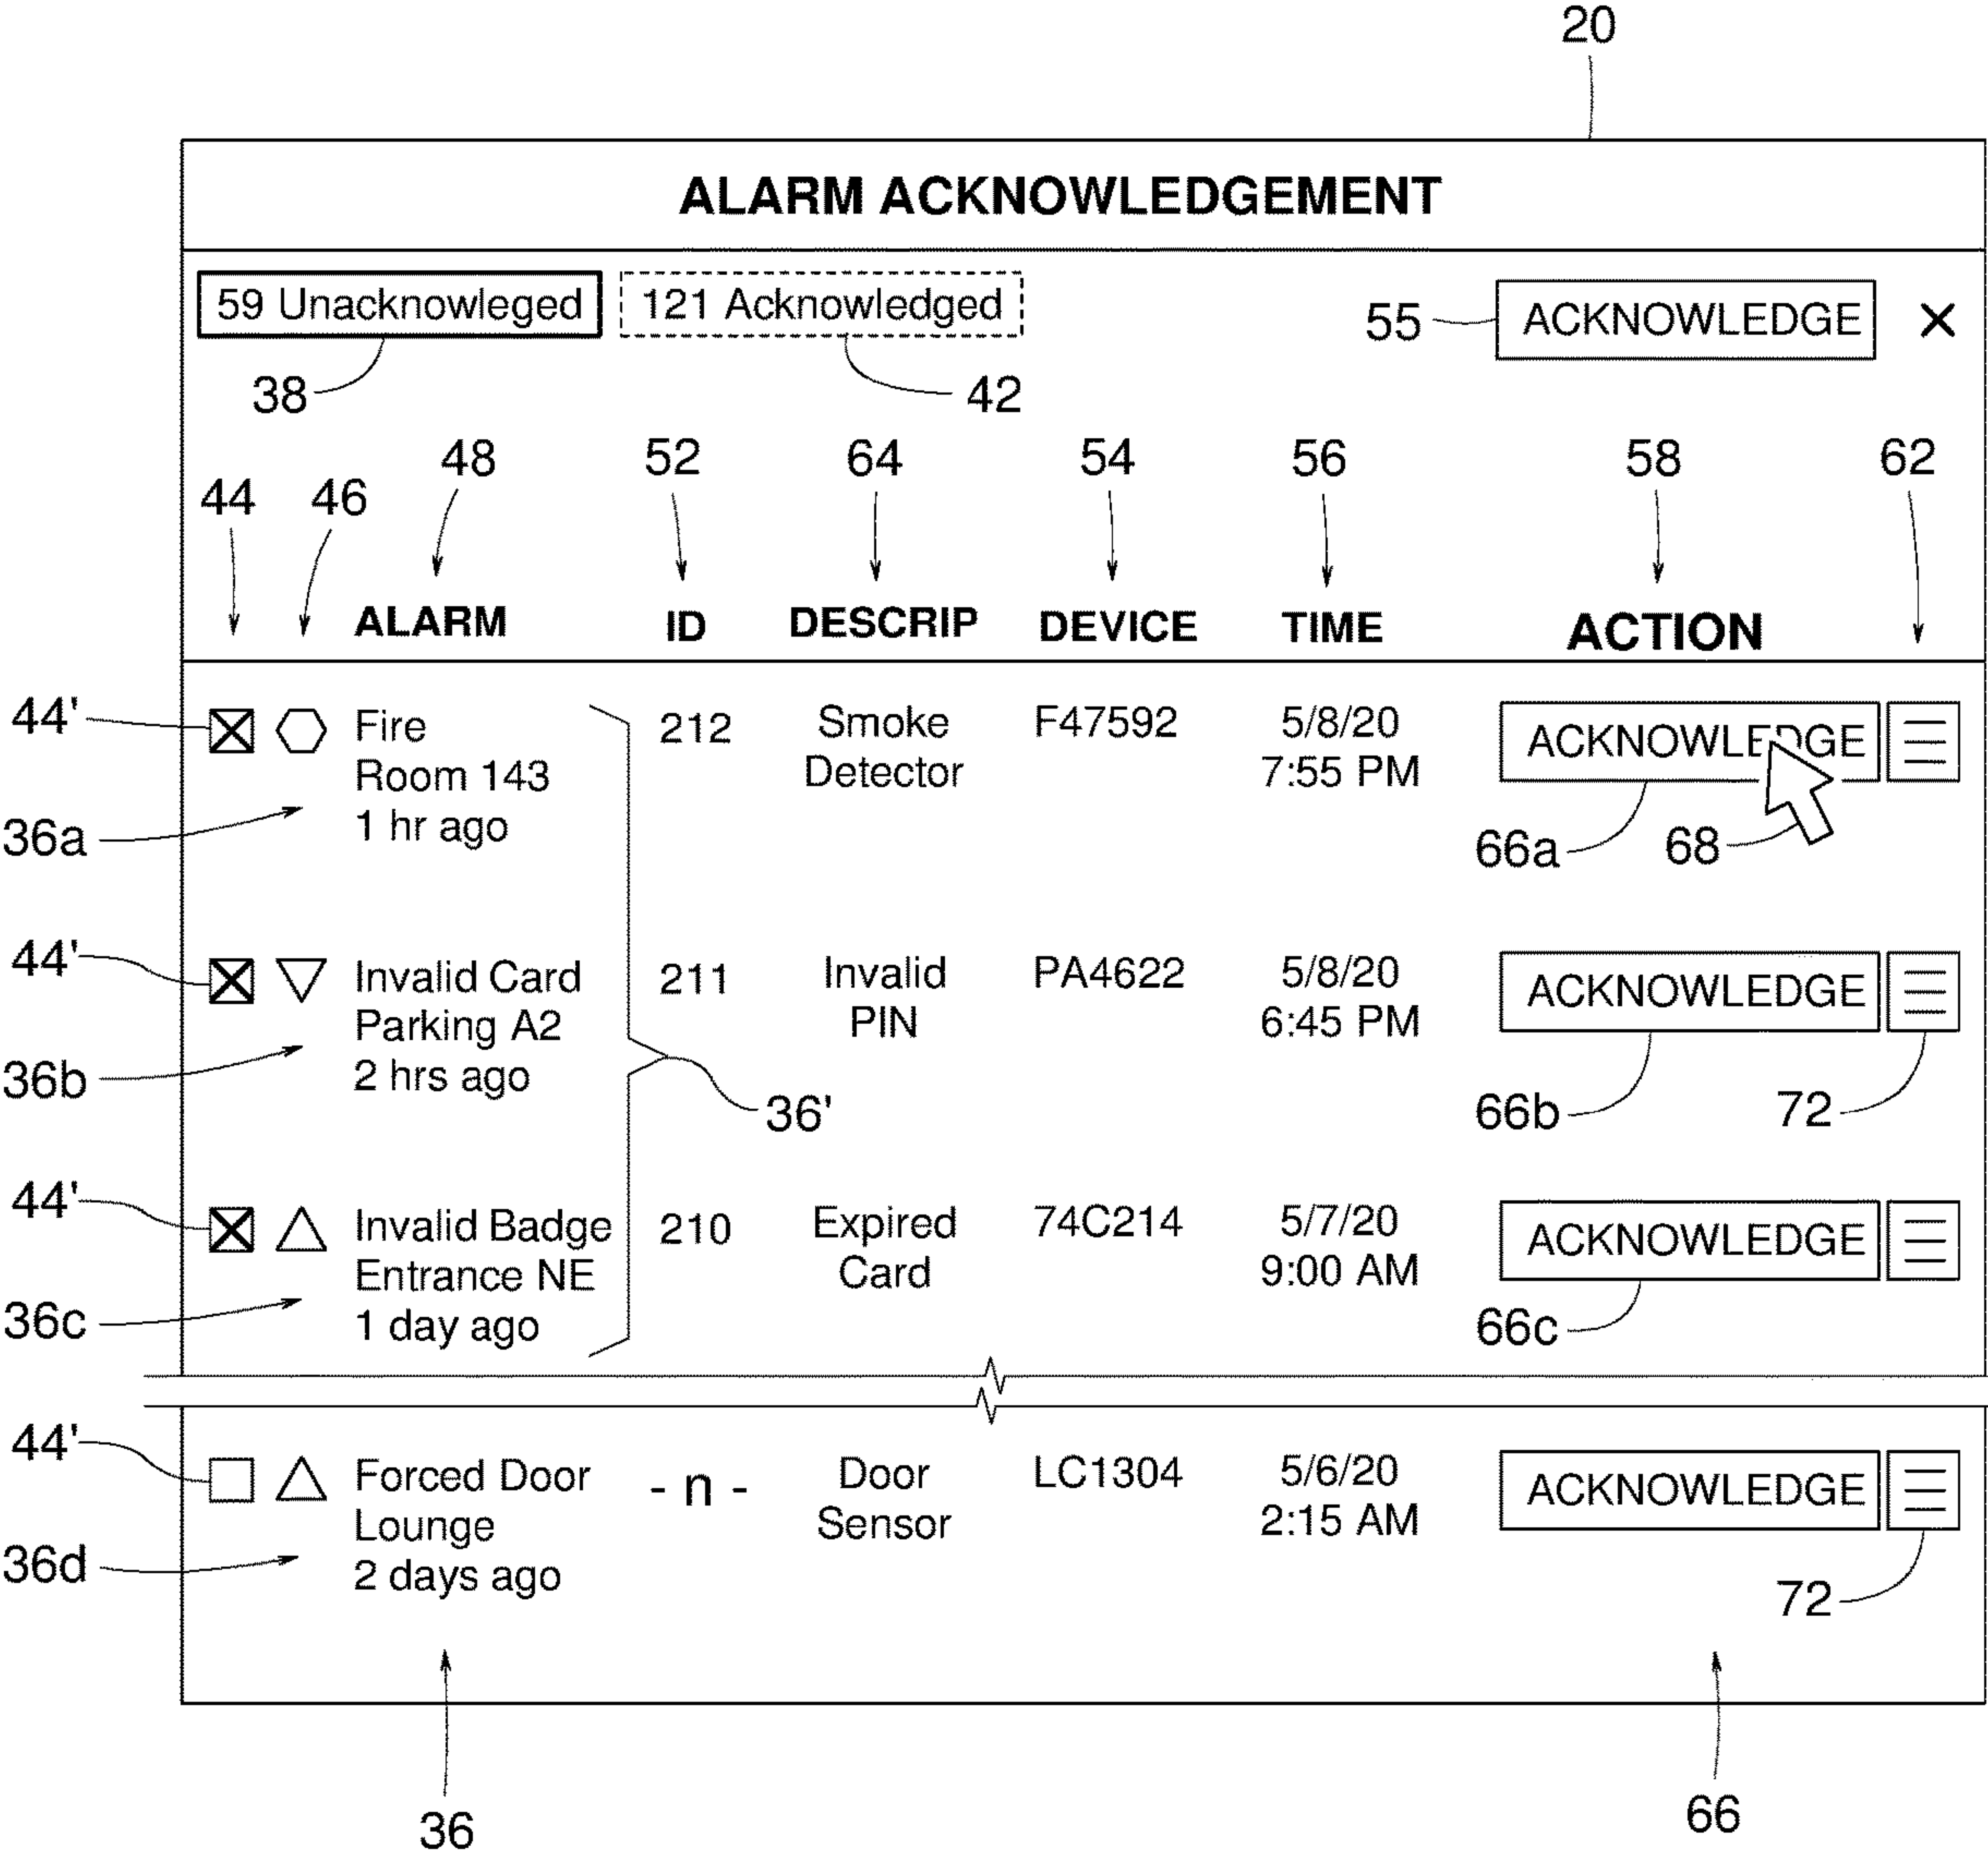 20
ALARM ACKNOWLEDGEMENT
59 Unacknowleged 121 Acknowledged 55 ACKNOWLEDGE X
38 42
44 46 48 52 64 54 56 58 62
ALARM ID DESCRIP DEVICE TIME ACTION
44' Fire 212 Smoke F47592 5/8/20 ACKNOWLEDGE
Room 143 Detector 7:55 PM
36a 1 hr ago 66a 68
44' Invalid Card 211 Invalid PA4622 5/8/20 ACKNOWLEDGE
Parking A2 PIN 6:45 PM
36b 2 hrs ago 36' 66b 72
44' Invalid Badge 210 Expired 74C214 5/7/20 ACKNOWLEDGE
Entrance NE Card 9:00 AM
36c 1 day ago 66c
44' Forced Door - n - Door LC1304 5/6/20 ACKNOWLEDGE
Lounge Sensor 2:15 AM
36d 2 days ago 72
36 66